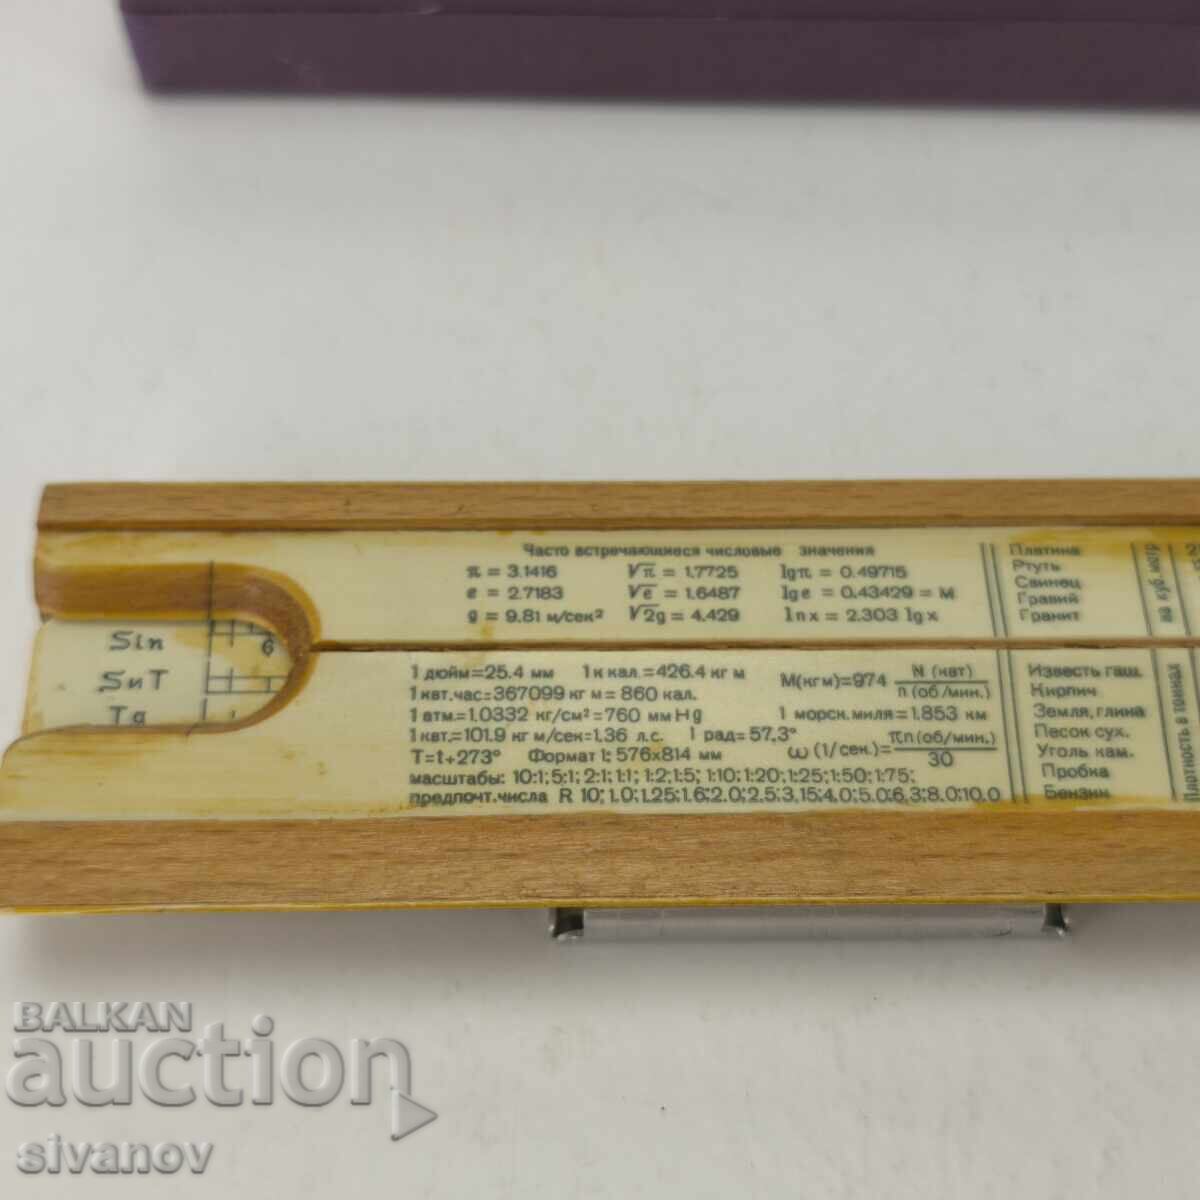 Часто встречающиеся числовые значения
π = 3.1416 √π = 1.7725 lgπ = 0.49715
e = 2.7183 √e = 1.6487 lge = 0.43429 = M
g = 9.81 м/сек² √2g = 4.429 lnx = 2.303 lgx
Платина
Ртуть
Свинец
Гравий
Гранит
на куб. метр
Sin
6
SиT
Tg
1 дюйм=25.4 мм 1к кал.=426.4 кг м M(кгм)=974 N (квт) / n (об/мин.)
1 квт.час=367099 кг м= 860 кал.
1 атм.=1.0332 кг/см²=760 мм Hg 1 морск.миля=1.853 км
1 квт.=101.9 кг м/сек=1.36 л.с. 1 рад=57,3° ω (1/сек.)= πn(об/мин.) / 30
T=t+273° Формат 1: 576×814 мм
масштабы: 10:1; 5:1; 2:1; 1:1; 1:2; 1:5; 1:10; 1:20; 1:25; 1:50; 1:75;
предпочт.числа R 10; 1.0; 1.25; 1.6; 2.0; 2.5; 3,15; 4.0; 5.0; 6,3; 8.0; 10.0
Известь гаш.
Кирпич
Земля, глина
Песок сух.
Уголь кам.
Пробка
Бензин
Плотность в тоннах
BALKAN
auction
sivanov